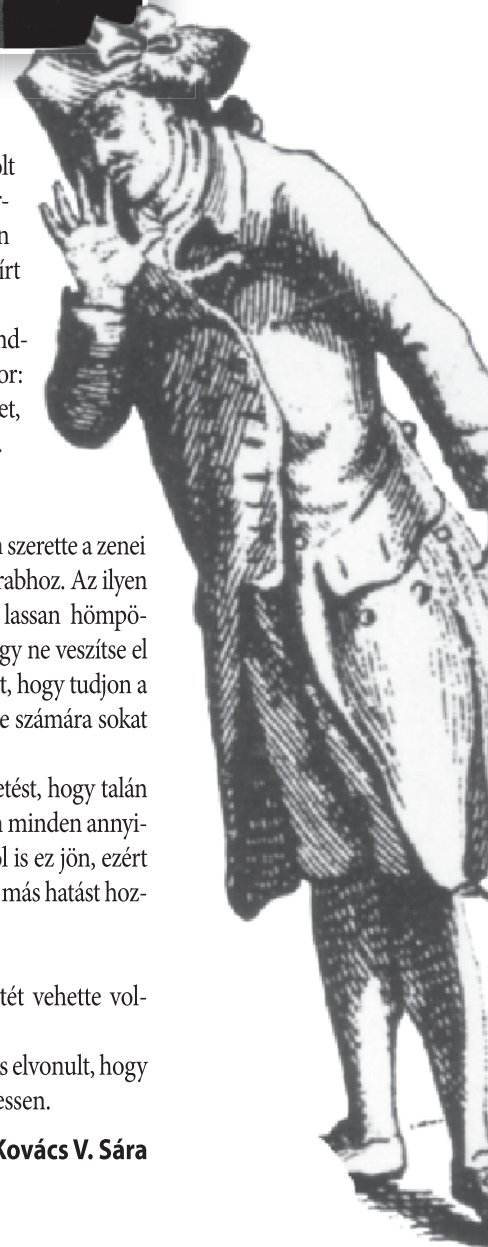 olt
r-
n
írt
nd-
or:
et,
.
n szerette a zenei
rabhoz. Az ilyen
lassan hömpö-
gy ne veszítse el
t, hogy tudjon a
e számára sokat
etést, hogy talán
n minden annyi-
ól is ez jön, ezért
más hatást hoz-
tét vehette vol-
s elvonult, hogy
essen.
Kovács V. Sára